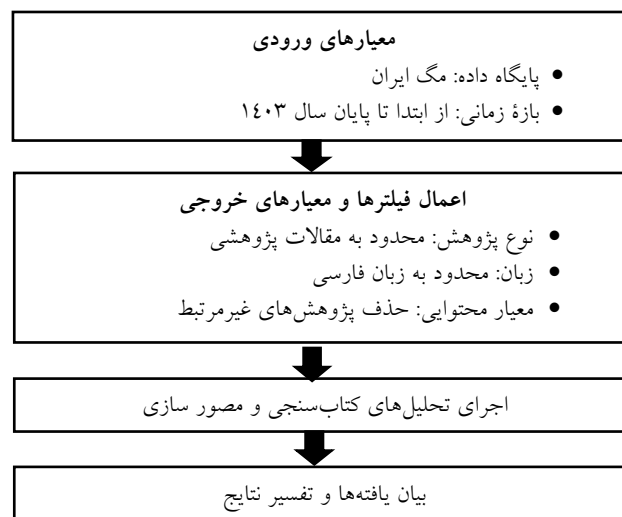 معیارهای ورودی
● پایگاه داده: مگ ایران
● بازۀ زمانی: از ابتدا تا پایان سال ۱۴۰۳
اعمال فیلترها و معیارهای خروجی
● نوع پژوهش: محدود به مقالات پژوهشی
● زبان: محدود به زبان فارسی
● معیار محتوایی: حذف پژوهش‌های غیرمرتبط
اجرای تحلیل‌های کتاب‌سنجی و مصور سازی
بیان یافته‌ها و تفسیر نتایج